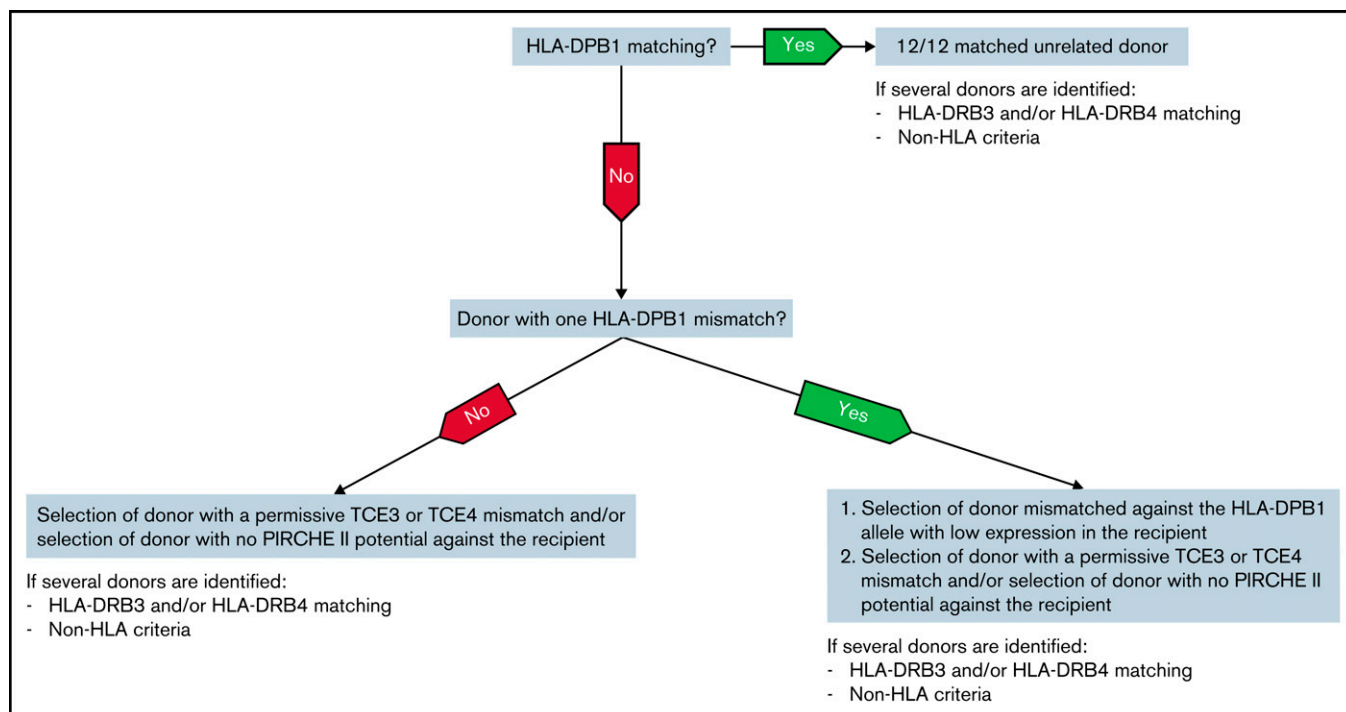 HLA-DPB1 matching?
Yes
12/12 matched unrelated donor
If several donors are identified:
- HLA-DRB3 and/or HLA-DRB4 matching
- Non-HLA criteria
No
Donor with one HLA-DPB1 mismatch?
No
Yes
Selection of donor with a permissive TCE3 or TCE4 mismatch and/or
selection of donor with no PIRCHE II potential against the recipient
If several donors are identified:
- HLA-DRB3 and/or HLA-DRB4 matching
- Non-HLA criteria
1. Selection of donor mismatched against the HLA-DPB1
allele with low expression in the recipient
2. Selection of donor with a permissive TCE3 or TCE4
mismatch and/or selection of donor with no PIRCHE II
potential against the recipient
If several donors are identified:
- HLA-DRB3 and/or HLA-DRB4 matching
- Non-HLA criteria